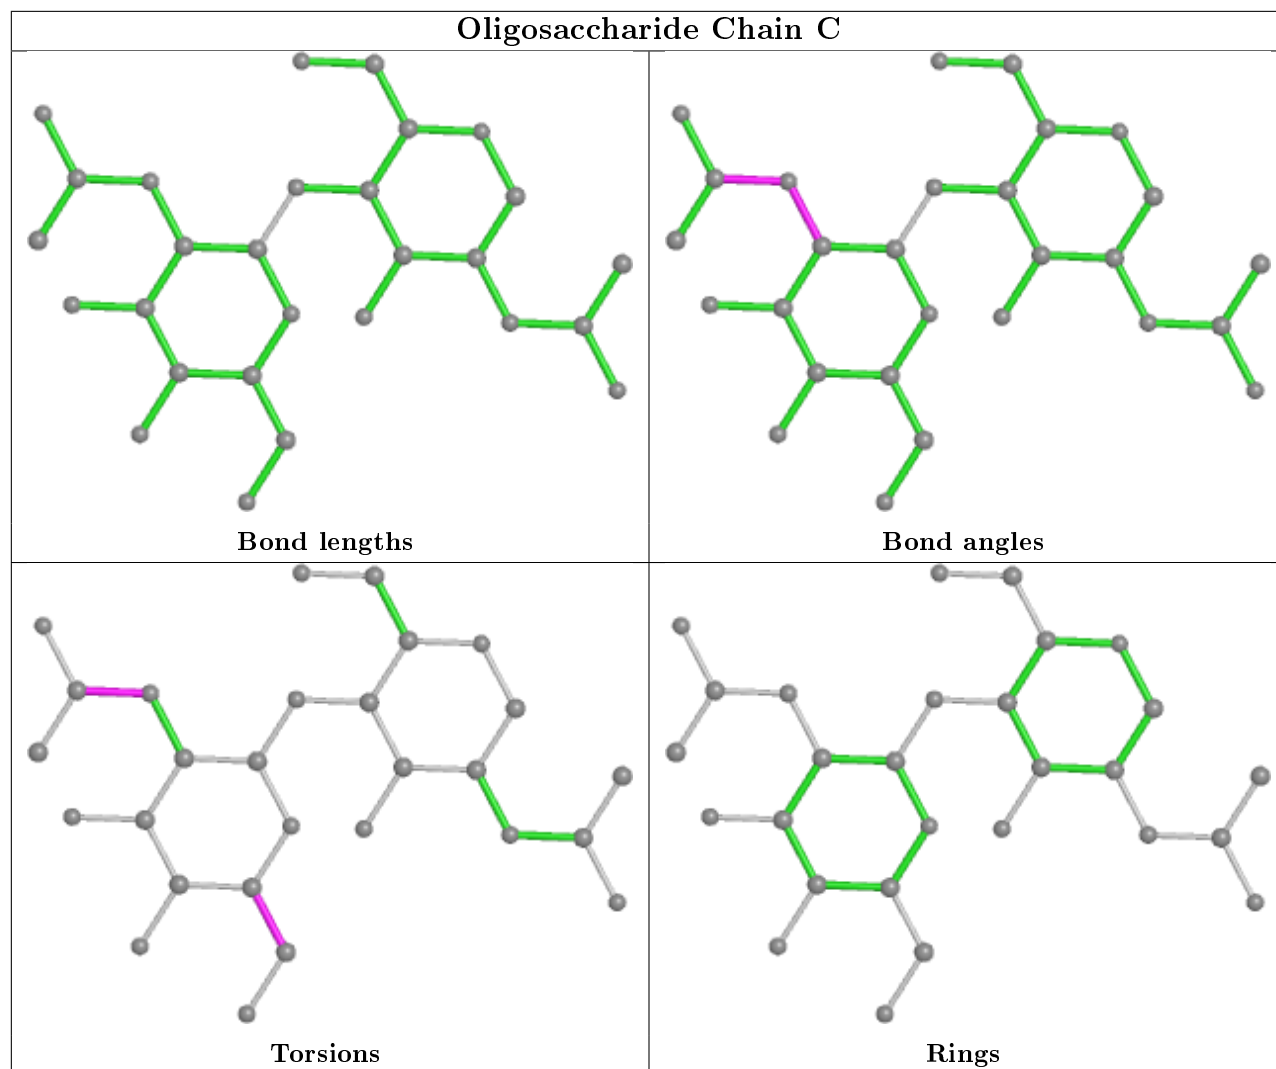 Oligosaccharide Chain C
Bond lengths
Bond angles
Torsions
Rings